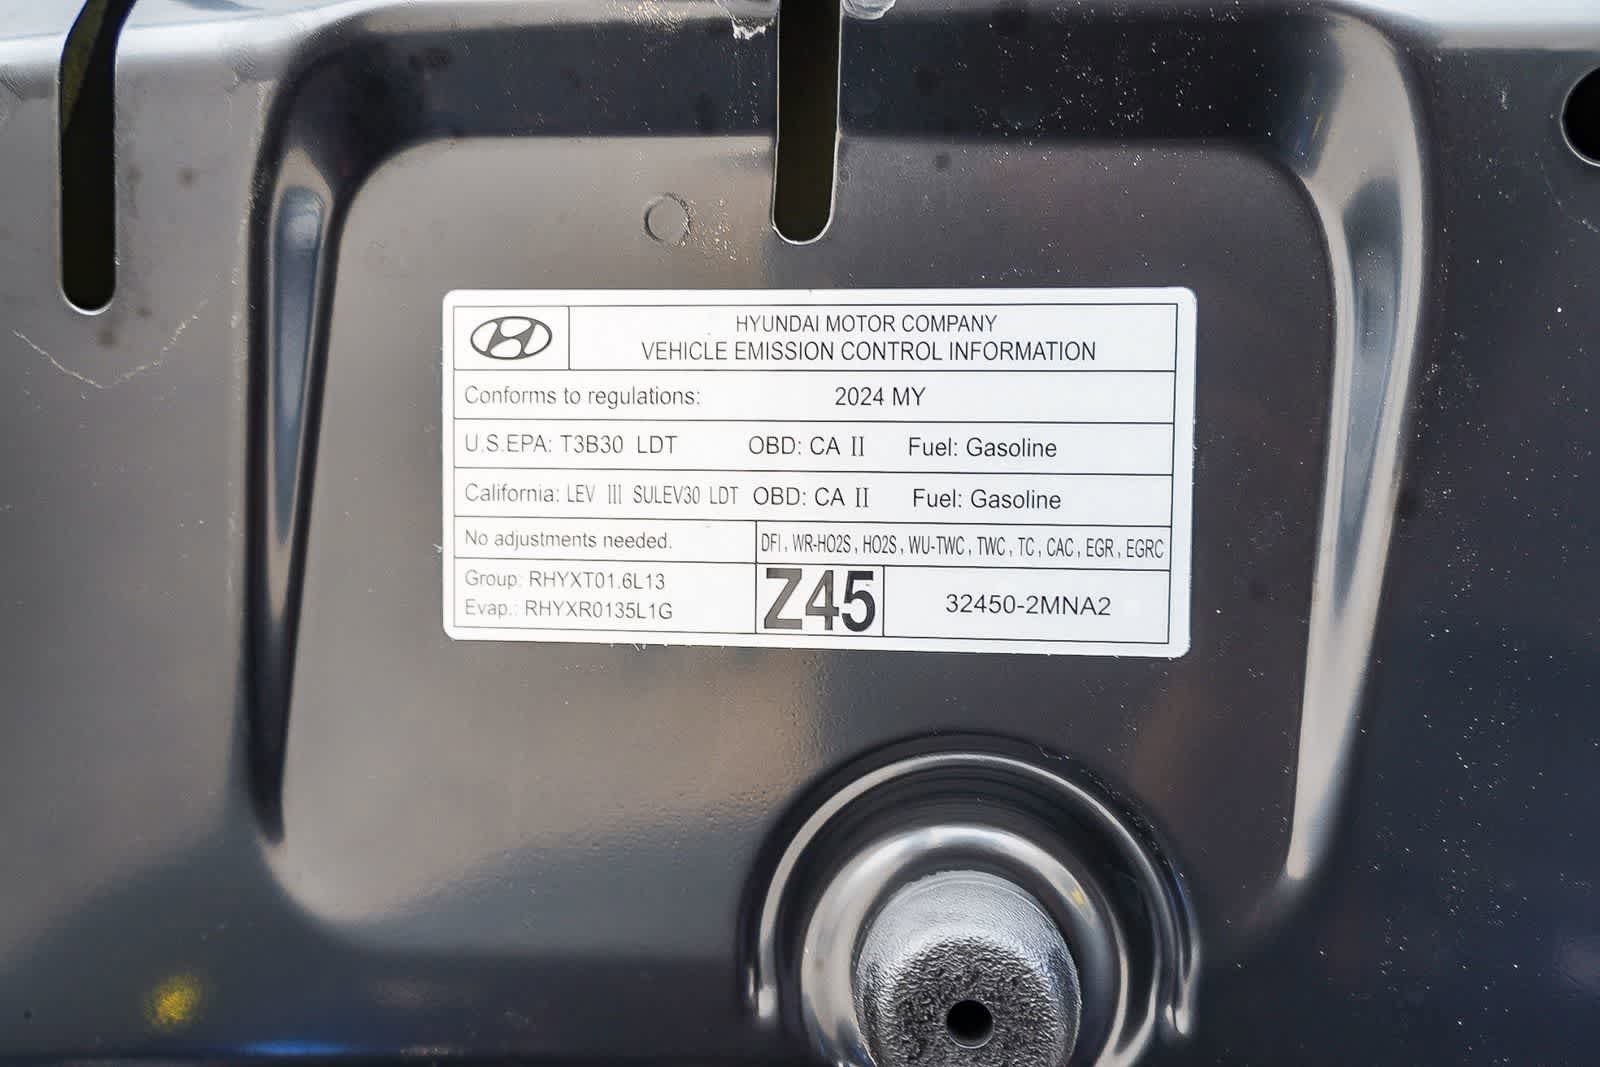 HYUNDAI MOTOR COMPANY
VEHICLE EMISSION CONTROL INFORMATION
Conforms to regulations: 2024 MY
U.S.EPA: T3B30 LDT OBD: CA II Fuel: Gasoline
California: LEV III SULEV30 LDT OBD: CA II Fuel: Gasoline
No adjustments needed. DFI, WR-HO2S, HO2S, WU-TWC, TWC, TC, CAC, EGR, EGRC
Group: RHYXT01.6L13
Evap.: RHYXR0135L1G
Z45
32450-2MNA2